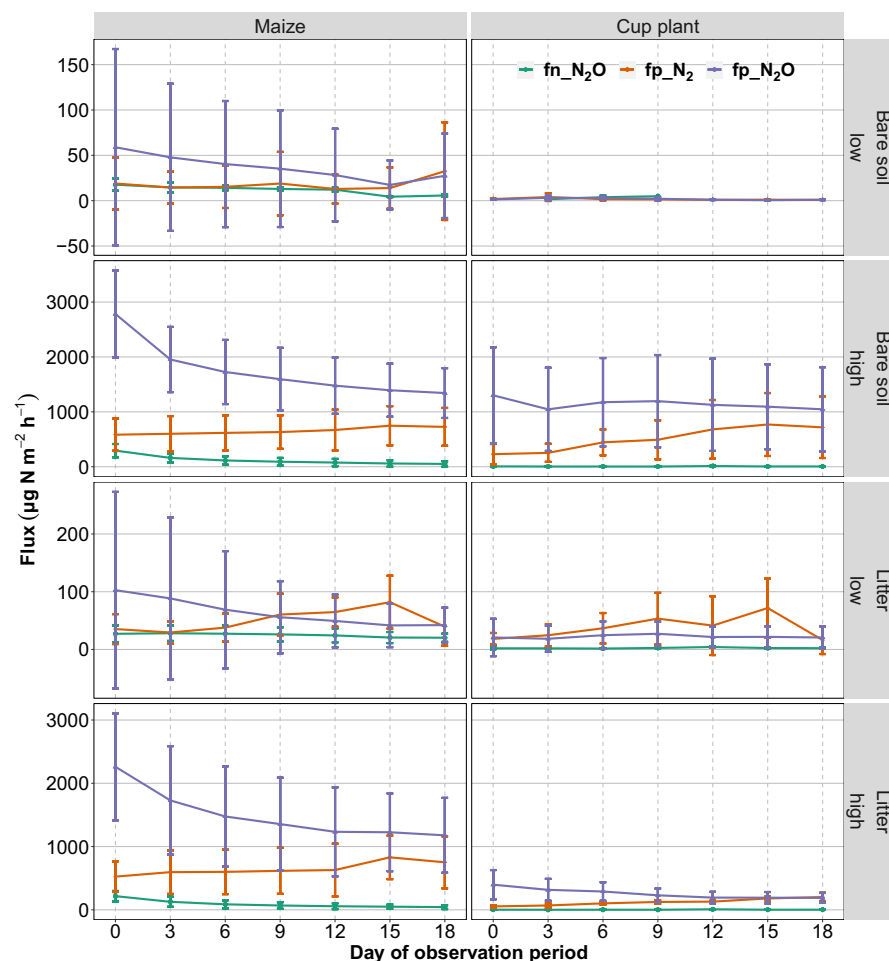 Maize Cup plant
fn_N₂O fp_N₂ fp_N₂O
150
100
50
0
−50
Bare soil
low
3000
2000
1000
0
Bare soil
high
200
100
0
Litter
low
3000
2000
1000
0
Litter
high
Flux (µg N m⁻² h⁻¹)
0 3 6 9 12 15 18 0 3 6 9 12 15 18
Day of observation period